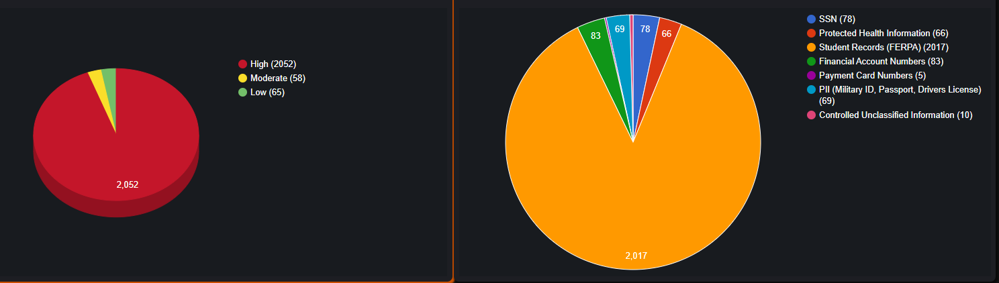 High (2052)
Moderate (58)
Low (65)
2,052
SSN (78)
Protected Health Information (66)
Student Records (FERPA) (2017)
Financial Account Numbers (83)
Payment Card Numbers (5)
PII (Military ID, Passport, Drivers License)
(69)
Controlled Unclassified Information (10)
83
69
78
66
2,017